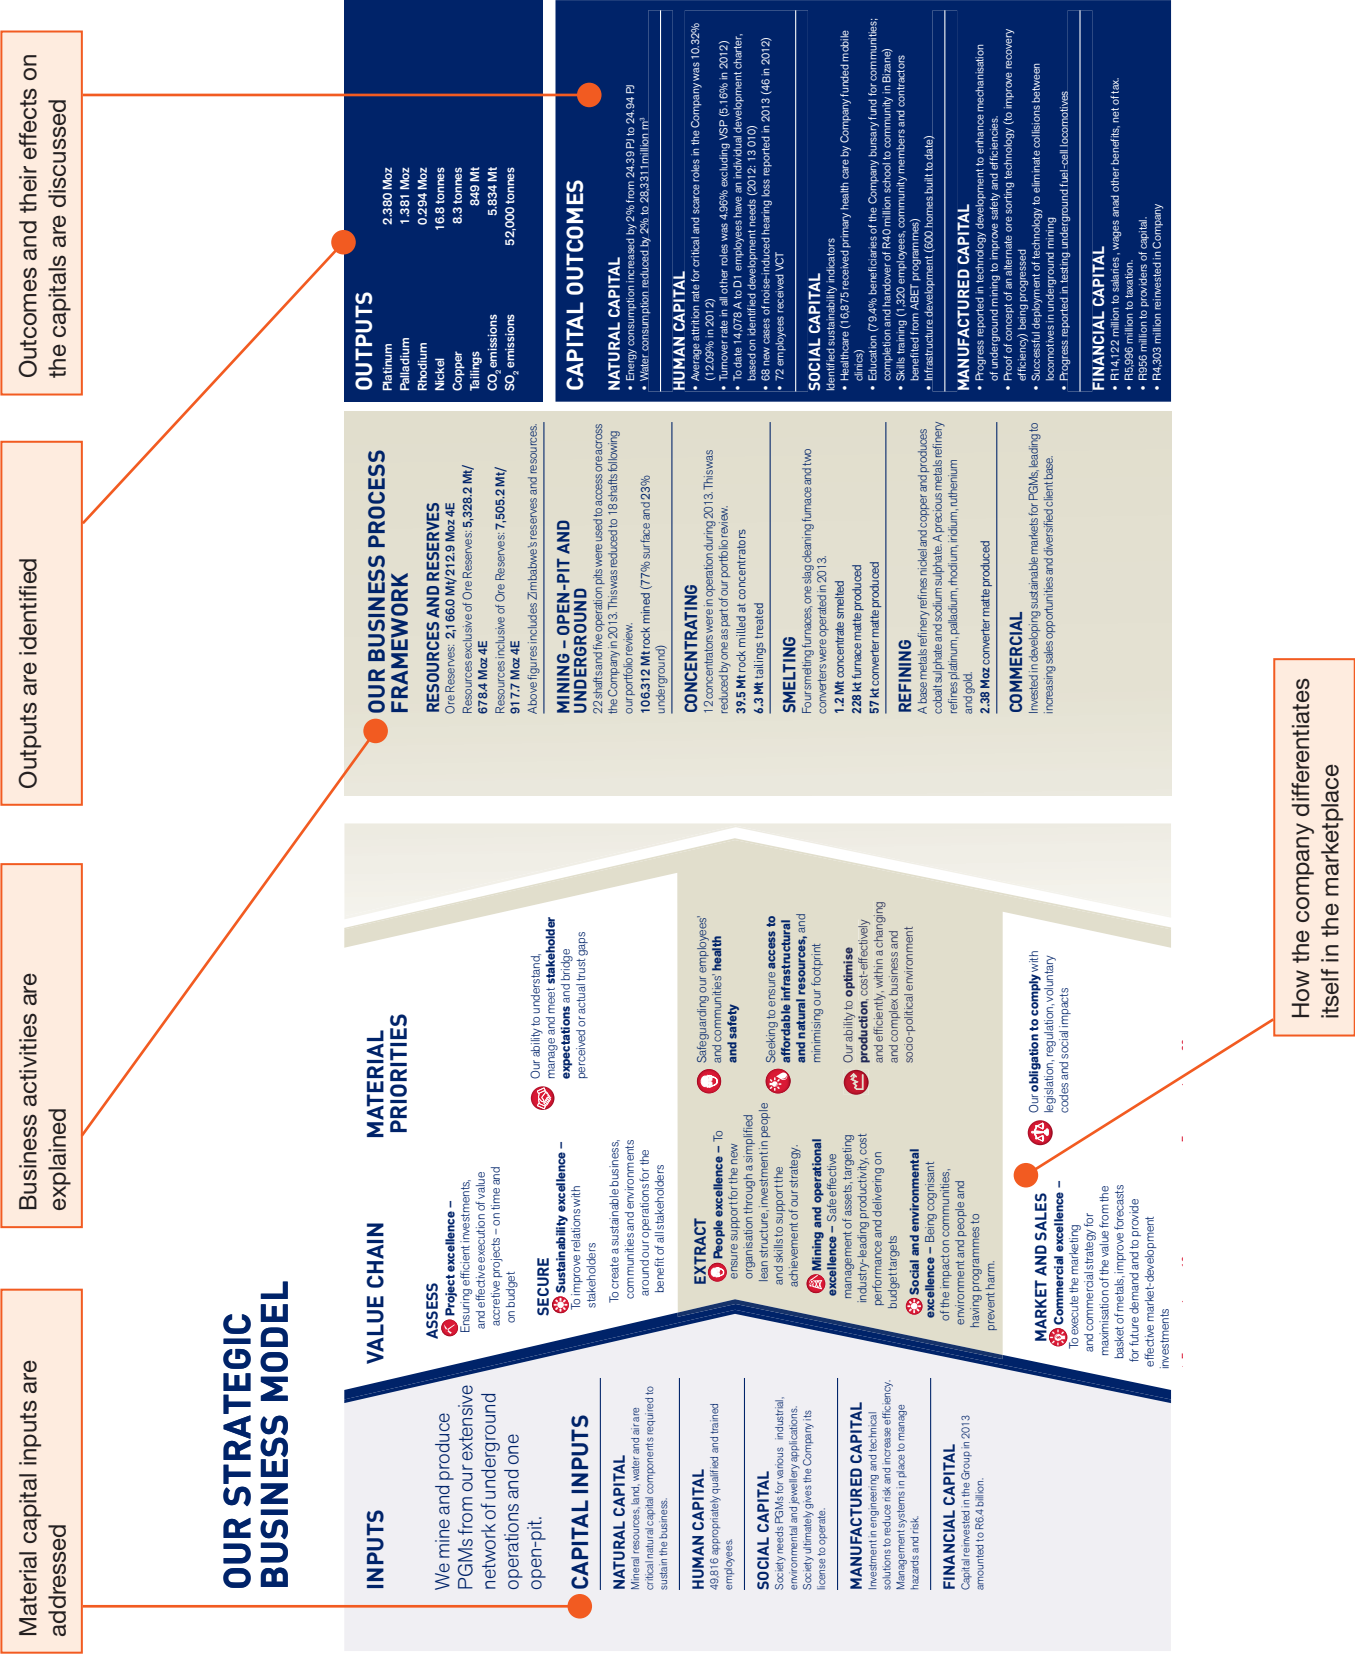 Material capital inputs are
addressed
Business activities are
explained
Outputs are identified
Outcomes and their effects on
the capitals are discussed
OUR STRATEGIC
BUSINESS MODEL
INPUTS
We mine and produce
PGMs from our extensive
network of underground
operations and one
open-pit.
CAPITAL INPUTS
NATURAL CAPITAL
Mineral resources, land, water and air are
critical natural capital components required to
sustain the business.
HUMAN CAPITAL
49,816 appropriately qualified and trained
employees.
SOCIAL CAPITAL
Society needs PGMs for various industrial,
environmental and jewellery applications.
Society ultimately gives the Company its
license to operate.
MANUFACTURED CAPITAL
Investment in engineering and technical
solutions to reduce risk and increase efficiency.
Management systems in place to manage
hazards and risk.
FINANCIAL CAPITAL
Capital reinvested in the Group in 2013
amounted to R6.4 billion.
VALUE CHAIN
ASSESS
Project excellence –
Ensuring efficient investments,
and effective execution of value
accretive projects – on time and
on budget
SECURE
Sustainability excellence –
To improve relations with
stakeholders
To create a sustainable business,
communities and environments
around our operations for the
benefit of all stakeholders
EXTRACT
People excellence – To
ensure support for the new
organisation through a simplified
lean structure, investment in people
and skills to support the
achievement of our strategy.
Mining and operational
excellence – Safe effective
management of assets, targeting
industry-leading productivity, cost
performance and delivering on
budget targets
Social and environmental
excellence – Being cognisant
of the impact on communities,
environment and people and
having programmes to
prevent harm.
MARKET AND SALES
Commercial excellence –
To execute the marketing
and commercial strategy for
maximisation of the value from the
basket of metals, improve forecasts
for future demand and to provide
effective market-development
investments
MATERIAL
PRIORITIES
Our ability to understand,
manage and meet stakeholder
expectations and bridge
perceived or actual trust gaps
Safeguarding our employees'
and communities' health
and safety
Seeking to ensure access to
affordable infrastructural
and natural resources, and
minimising our footprint
Our ability to optimise
production, cost-effectively
and efficiently, within a changing
and complex business and
socio-political environment
Our obligation to comply with
legislation, regulation, voluntary
codes and social impacts
OUR BUSINESS PROCESS
FRAMEWORK
RESOURCES AND RESERVES
Ore Reserves: 2,166.0 Mt/212.9 Moz 4E
Resources exclusive of Ore Reserves: 5,328.2 Mt/
678.4 Moz 4E
Resources inclusive of Ore Reserves: 7,505.2 Mt/
917.7 Moz 4E
Above figures includes Zimbabwe's reserves and resources.
MINING – OPEN-PIT AND
UNDERGROUND
22 shafts and five operation pits were used to access ore across
the Company in 2013. This was reduced to 18 shafts following
our portfolio review.
106.312 Mt rock mined (77% surface and 23%
underground)
CONCENTRATING
12 concentrators were in operation during 2013. This was
reduced by one as part of our portfolio review.
39.5 Mt rock milled at concentrators
6.3 Mt tailings treated
SMELTING
Four smelting furnaces, one slag cleaning furnace and two
converters were operated in 2013.
1.2 Mt concentrate smelted
228 kt furnace matte produced
57 kt converter matte produced
REFINING
A base metals refinery refines nickel and copper and produces
cobalt sulphate and sodium sulphate. A precious metals refinery
refines platinum, palladium, rhodium, iridium, ruthenium
and gold.
2.38 Moz converter matte produced
COMMERCIAL
Invested in developing sustainable markets for PGMs, leading to
increasing sales opportunities and diversified client base.
OUTPUTS
Platinum 2.380 Moz
Palladium 1.381 Moz
Rhodium 0.294 Moz
Nickel 16.8 tonnes
Copper 8.3 tonnes
Tailings 849 Mt
CO2 emissions 5.834 Mt
SO2 emissions 52,000 tonnes
CAPITAL OUTCOMES
NATURAL CAPITAL
• Energy consumption increased by 2% from 24.39 PJ to 24.94 PJ
• Water consumption reduced by 2% to 28,3311million m³
HUMAN CAPITAL
• Average attrition rate for critical and scarce roles in the Company was 10.32%
(12.09% in 2012)
• Turnover rate in all other roles was 4.96% excluding VSP (5.16% in 2012)
• To date 14,078 A to D1 employees have an individual development charter,
based on identified development needs (2012: 13 010)
• 68 new cases of noise-induced hearing loss reported in 2013 (46 in 2012)
• 72 employees received VCT
SOCIAL CAPITAL
Identified sustainability indicators
• Healthcare (16,875 received primary health care by Company funded mobile
clinics)
• Education (79.4% beneficiaries of the Company bursary fund for communities;
completion and handover of R40 million school to community in Bizane)
• Skills training (1,320 employees, community members and contractors
benefited from ABET programmes)
• Infrastructure development (600 homes built to date)
MANUFACTURED CAPITAL
• Progress reported in technology development to enhance mechanisation
of underground mining to improve safety and efficiencies.
• Proof of concept of an alternate ore sorting technology (to improve recovery
efficiency) being progressed
• Successful deployment of technology to eliminate collisions between
locomotives in underground mining
• Progress reported in testing underground fuel-cell locomotives
FINANCIAL CAPITAL
• R14,122 million to salaries, wages anad other benefits, net of tax.
• R5,996 million to taxation.
• R956 million to providers of capital.
• R4,303 million reinvested in Company
How the company differentiates
itself in the marketplace